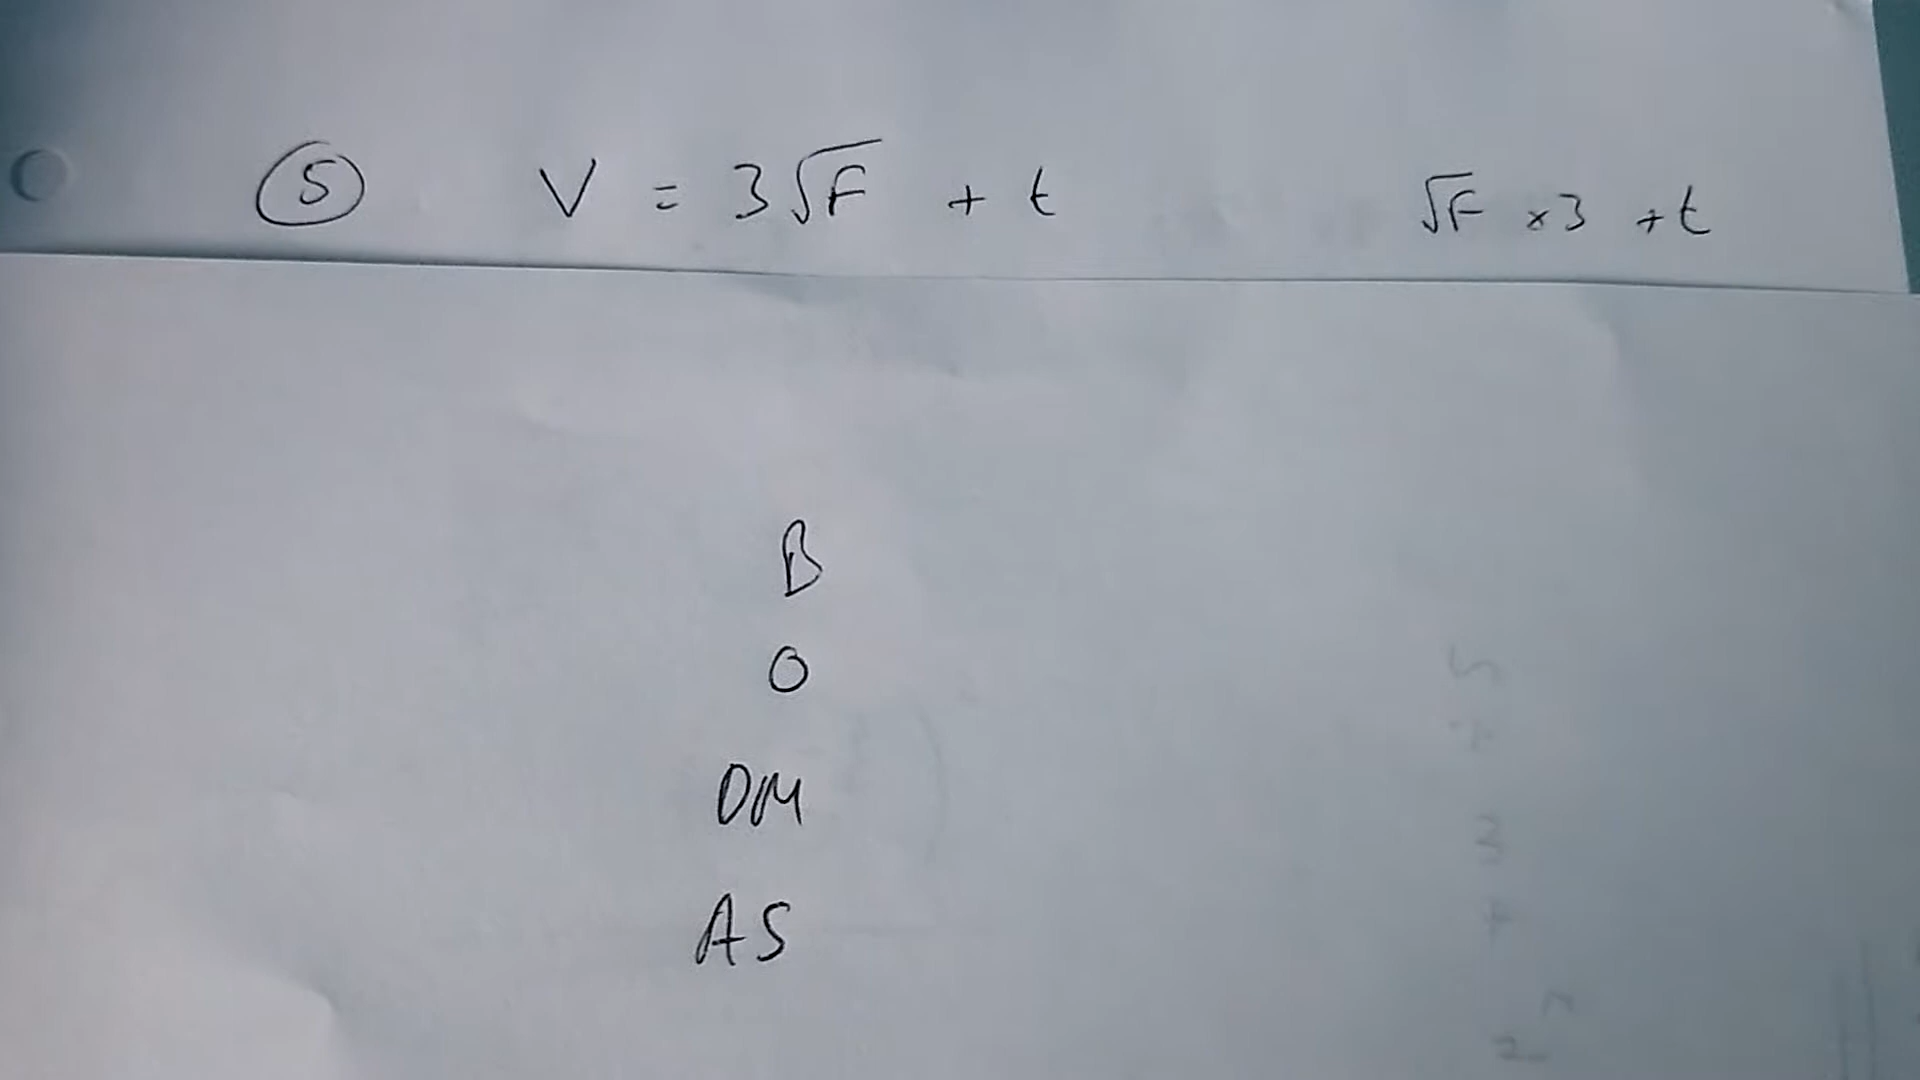 5 V = 3√F + t √F × 3 + t
B
O
DM
AS